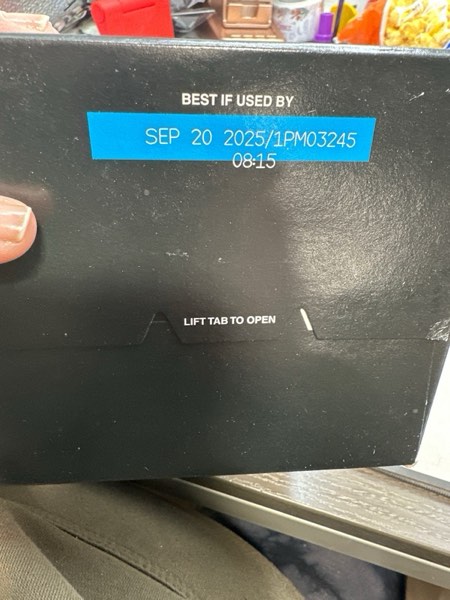 BEST IF USED BY
SEP 20 2025/1PM03245
08:15
LIFT TAB TO OPEN